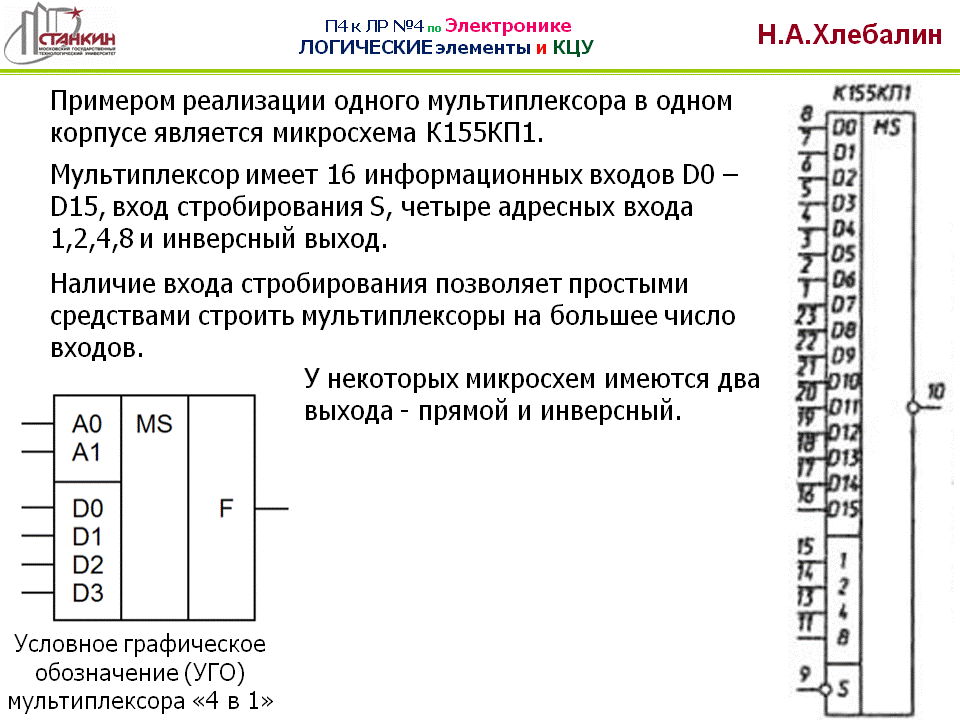 СТАНКИН
МОСКОВСКИЙ ГОСУДАРСТВЕННЫЙ
ТЕХНОЛОГИЧЕСКИЙ УНИВЕРСИТЕТ
П4 к ЛР №4 по Электронике
ЛОГИЧЕСКИЕ элементы и КЦУ
Н.А.Хлебалин
Примером реализации одного мультиплексора в одном
корпусе является микросхема К155КП1.
Мультиплексор имеет 16 информационных входов D0 –
D15, вход стробирования S, четыре адресных входа
1,2,4,8 и инверсный выход.
Наличие входа стробирования позволяет простыми
средствами строить мультиплексоры на большее число
входов.
У некоторых микросхем имеются два
выхода - прямой и инверсный.
A0 MS
A1
D0 F
D1
D2
D3
Условное графическое
обозначение (УГО)
мультиплексора «4 в 1»
К155КП1
8 D0 MS
7 D1
6 D2
5 D3
4 D4
3 D5
2 D6
1 D7
23 D8
22 D9
21 D10
20 D11 10
19 D12
18 D13
17 D14
16 D15
15 1
14 2
13 4
11 8
9 S